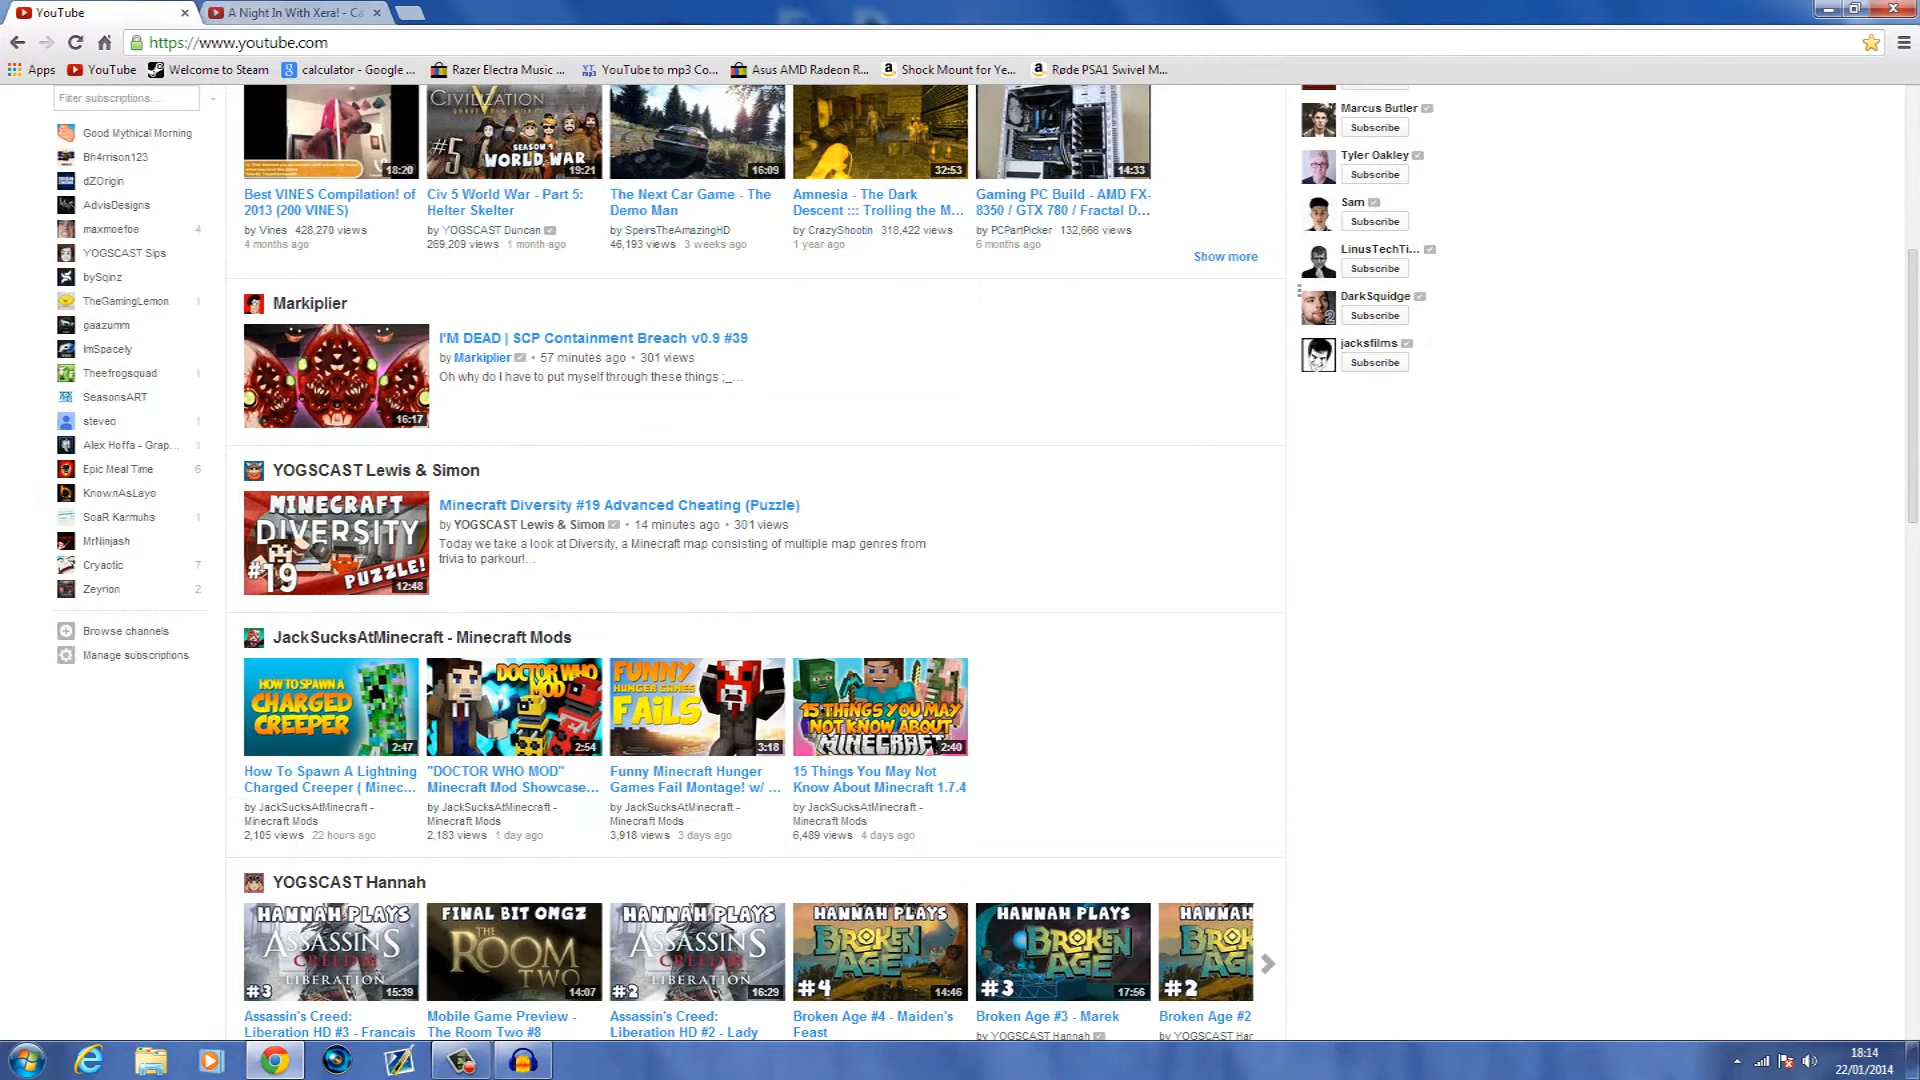 YouTube
A Night In With Xera! - Ca
https://www.youtube.com
Apps
YouTube
Welcome to Steam
calculator - Google ...
Razer Electra Music ...
YouTube to mp3 Co...
Asus AMD Radeon R...
Shock Mount for Ye...
Røde PSA1 Swivel M...
Filter subscriptions....
Good Mythical Morning
Bh4rrison123
dZOrigin
AdvisDesigns
maxmoefoe 4
YOGSCAST Sips
bySqinz
TheGamingLemon 1
gaazumm
ImSpacely
Theefrogsquad 1
SeasonsART
steveo 1
Alex Hoffa - Grap... 3
Epic Meal Time 6
KnownAsLayo
SoaR Karmuhs 1
MrNinjash
Cryaotic 7
Zeyrion 2
Browse channels
Manage subscriptions
18:20
Best VINES Compilation! of
2013 (200 VINES)
by Vines 428,270 views
4 months ago
CIVILIZATION
#5
SEASON 1
WORLD WAR
19:21
Civ 5 World War - Part 5:
Helter Skelter
by YOGSCAST Duncan
269,209 views 1 month ago
16:09
The Next Car Game - The
Demo Man
by SpeirsTheAmazingHD
46,193 views 3 weeks ago
32:53
Amnesia - The Dark
Descent ::: Trolling the M...
by CrazyShootin 318,422 views
1 year ago
14:33
Gaming PC Build - AMD FX-
8350 / GTX 780 / Fractal D...
by PCPartPicker 132,666 views
6 months ago
Show more
Markiplier
16:17
I'M DEAD | SCP Containment Breach v0.9 #39
by Markiplier • 57 minutes ago • 301 views
Oh why do I have to put myself through these things ;_...
YOGSCAST Lewis & Simon
MINECRAFT
DIVERSITY
#19
PUZZLE!
12:48
Minecraft Diversity #19 Advanced Cheating (Puzzle)
by YOGSCAST Lewis & Simon • 14 minutes ago • 301 views
Today we take a look at Diversity, a Minecraft map consisting of multiple map genres from
trivia to parkour!...
JackSucksAtMinecraft - Minecraft Mods
HOW TO SPAWN A
CHARGED
CREEPER
2:47
How To Spawn A Lightning
Charged Creeper ( Minec...
by JackSucksAtMinecraft -
Minecraft Mods
2,105 views 22 hours ago
DOCTOR WHO
MOD
2:54
"DOCTOR WHO MOD"
Minecraft Mod Showcase...
by JackSucksAtMinecraft -
Minecraft Mods
2,183 views 1 day ago
FUNNY
HUNGER GAMES
FAILS
3:18
Funny Minecraft Hunger
Games Fail Montage! w/ ...
by JackSucksAtMinecraft -
Minecraft Mods
3,918 views 3 days ago
15 THINGS YOU MAY
NOT KNOW ABOUT
MINECRAFT
2:40
15 Things You May Not
Know About Minecraft 1.7.4
by JackSucksAtMinecraft -
Minecraft Mods
6,489 views 4 days ago
YOGSCAST Hannah
HANNAH PLAYS
ASSASSIN'S
CREED III
LIBERATION
#3
15:39
Assassin's Creed:
Liberation HD #3 - Francais
FINAL BIT OMGZ
THE
ROOM
TWO
14:07
Mobile Game Preview -
The Room Two #8
HANNAH PLAYS
ASSASSIN'S
CREED III
LIBERATION
#2
16:29
Assassin's Creed:
Liberation HD #2 - Lady
HANNAH PLAYS
BROKEN
AGE
#4
14:46
Broken Age #4 - Maiden's
Feast
HANNAH PLAYS
BROKEN
AGE
#3
17:56
Broken Age #3 - Marek
by YOGSCAST Hannah
HANNAH
BROK
AG
#2
Broken Age #2
by YOGSCAST Har
Marcus Butler
Subscribe
Tyler Oakley
Subscribe
Sam
Subscribe
LinusTechTi...
Subscribe
DarkSquidge
Subscribe
jacksfilms
Subscribe
18:14
22/01/2014